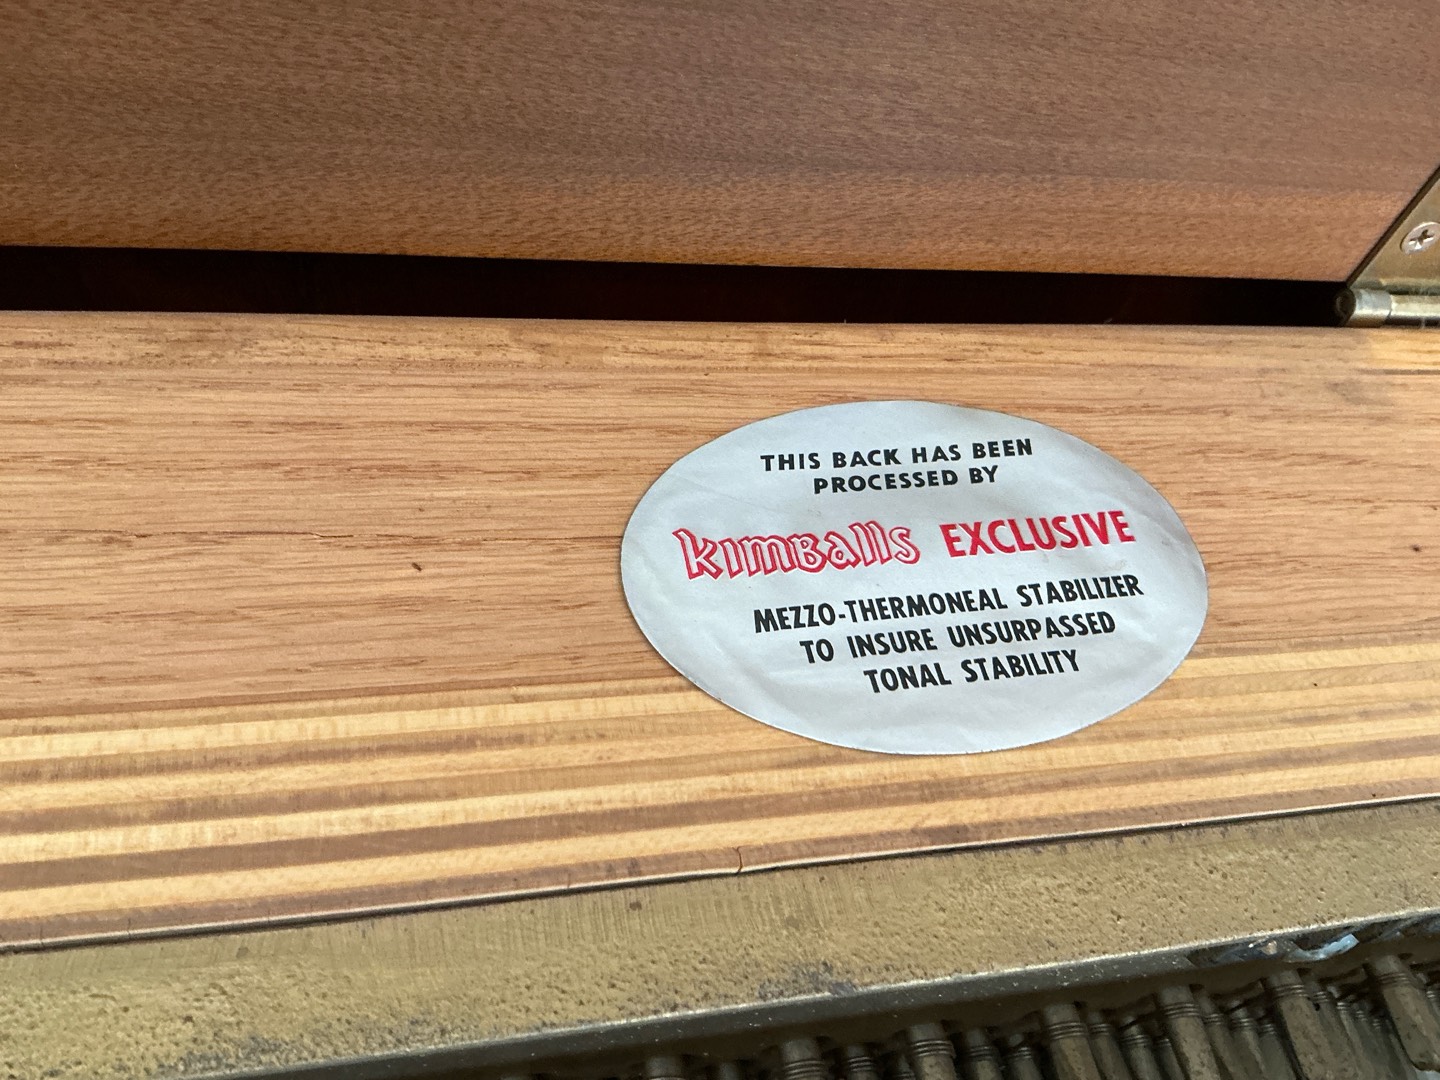 THIS BACK HAS BEEN
PROCESSED BY
kimballs EXCLUSIVE
MEZZO-THERMONEAL STABILIZER
TO INSURE UNSURPASSED
TONAL STABILITY